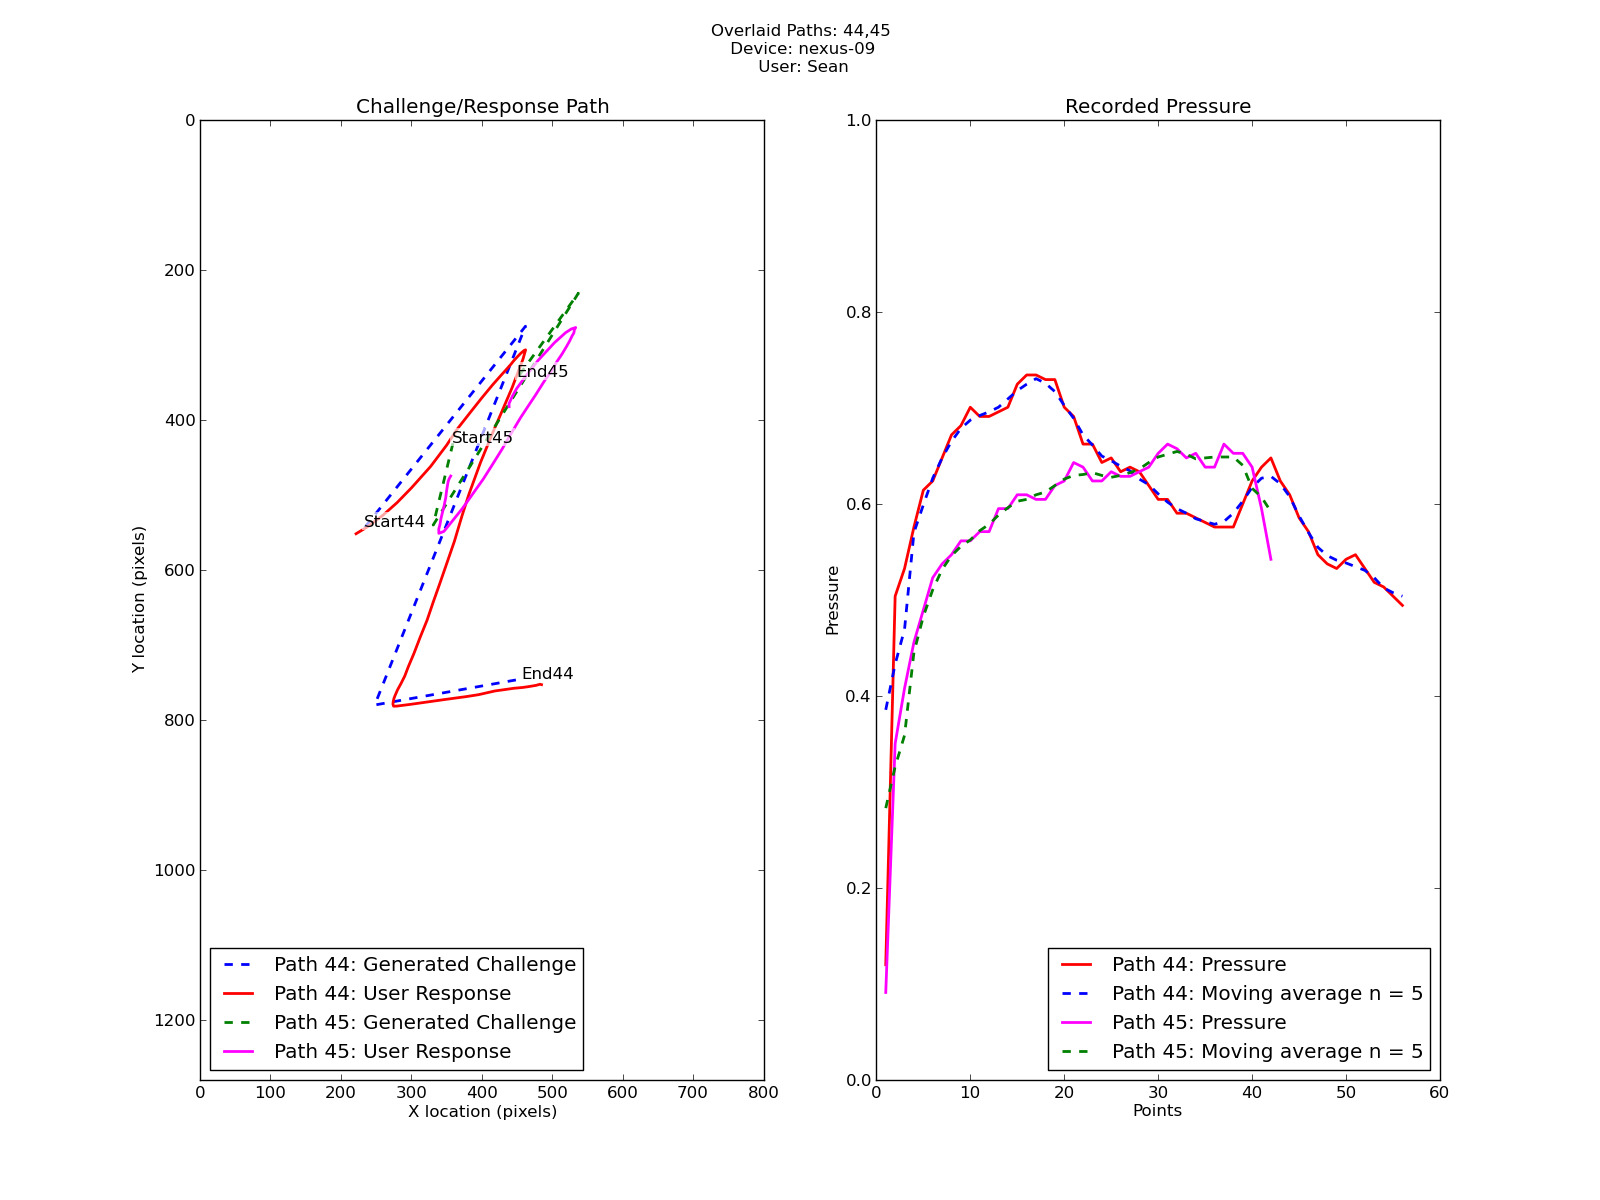 Overlaid Paths: 44,45
Device: nexus-09
User: Sean
Challenge/Response Path
0
200
400
600
800
1000
1200
Y location (pixels)
End45
Start45
Start44
End44
Path 44: Generated Challenge
Path 44: User Response
Path 45: Generated Challenge
Path 45: User Response
0 100 200 300 400 500 600 700 800
X location (pixels)
Recorded Pressure
1.0
0.8
0.6
0.4
0.2
0.0
Pressure
Path 44: Pressure
Path 44: Moving average n = 5
Path 45: Pressure
Path 45: Moving average n = 5
0 10 20 30 40 50 60
Points